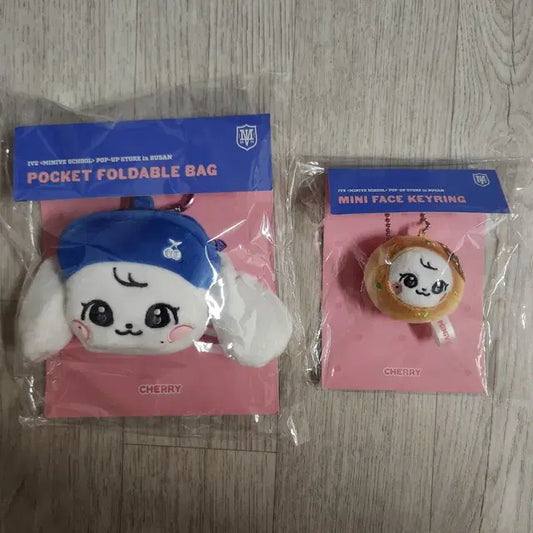 IVE <MINIVE SCHOOL> POP-UP STORE in BUSAN
POCKET FOLDABLE BAG
CHERRY
IVE <MINIVE SCHOOL> POP-UP STORE in BUSAN
MINI FACE KEYRING
CHERRY